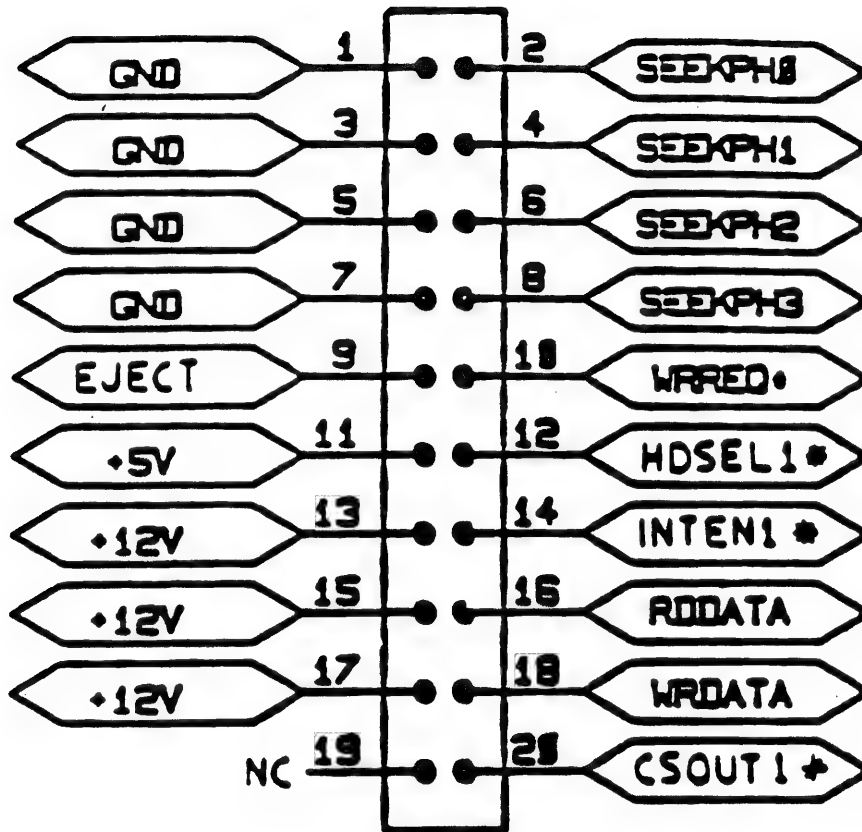 GND 1 2 SEEKPH0
GND 3 4 SEEKPH1
GND 5 6 SEEKPH2
GND 7 8 SEEKPH3
EJECT 9 10 WRREQ*
+5V 11 12 HDSEL1*
+12V 13 14 INTEN1*
+12V 15 16 RDDATA
+12V 17 18 WRDATA
NC 19 20 CSOUT1*